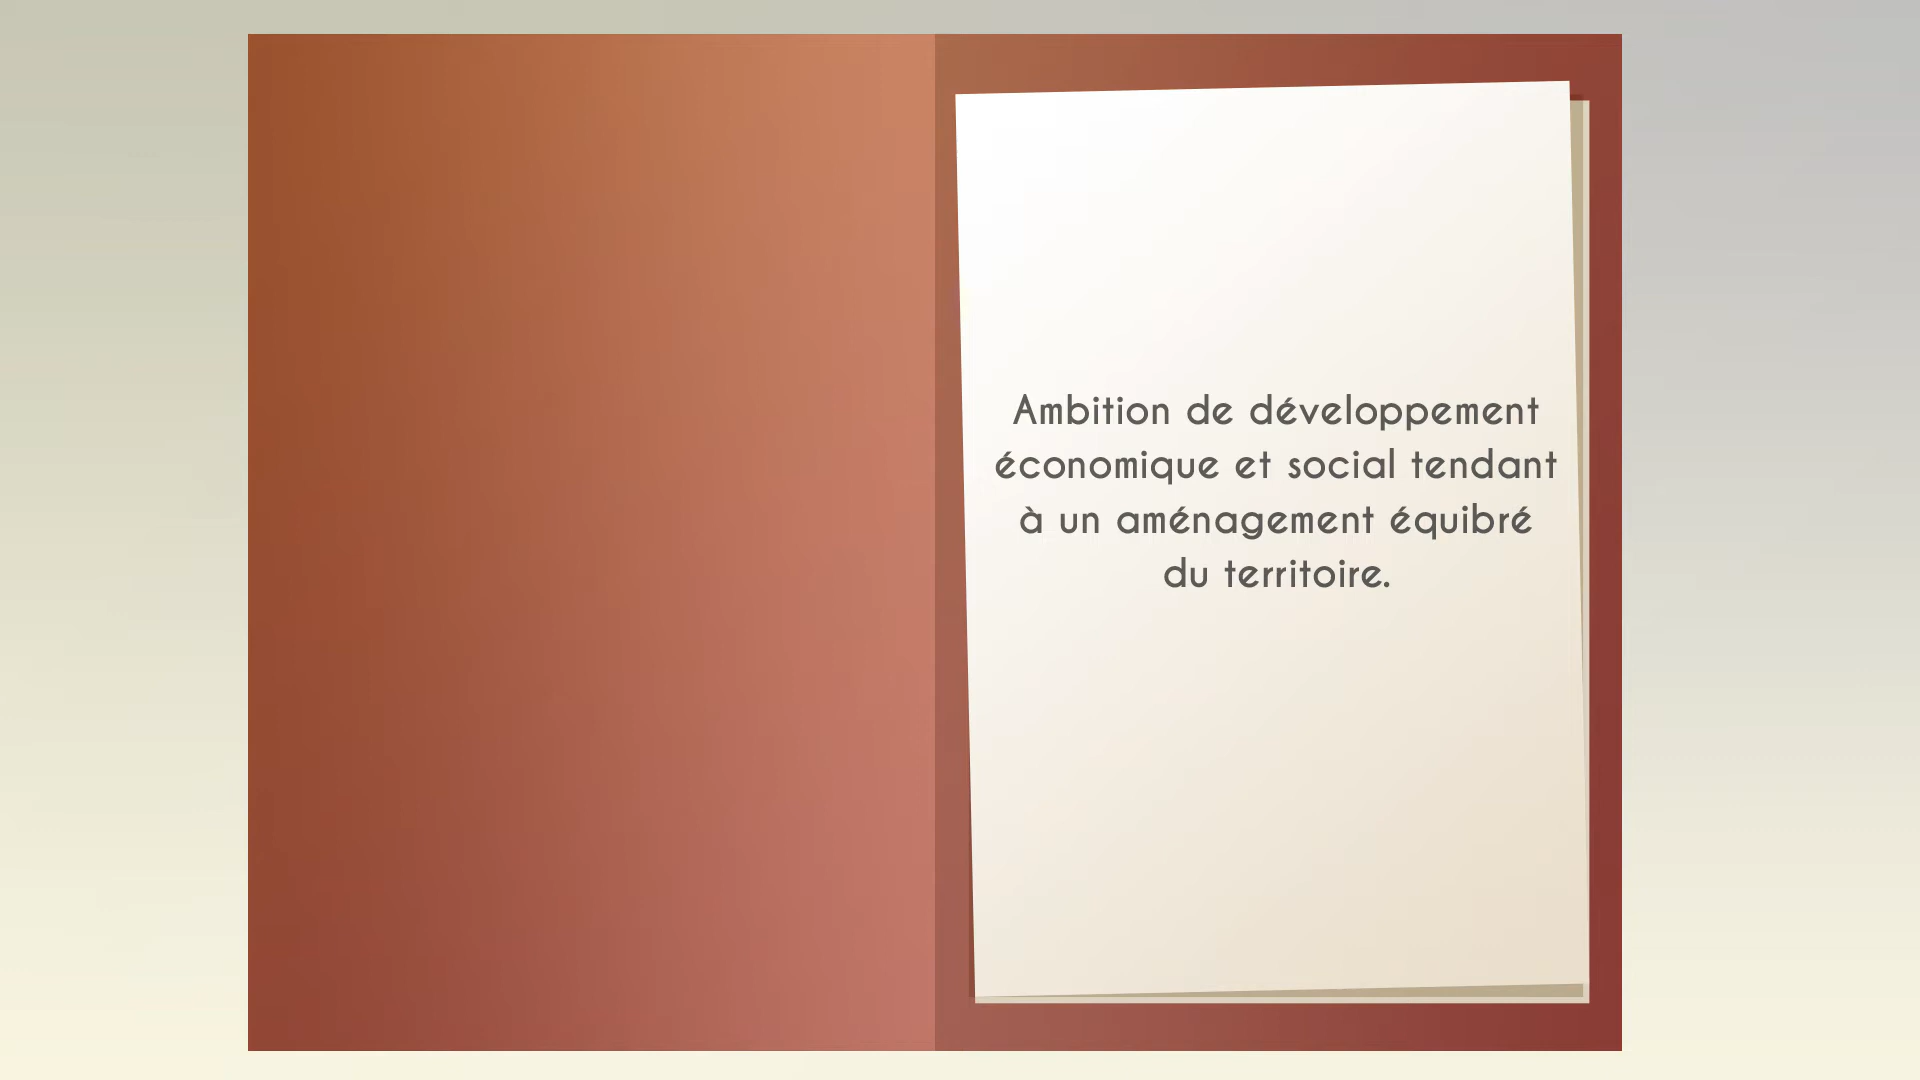 Ambition de développement
économique et social tendant
à un aménagement équibré
du territoire.